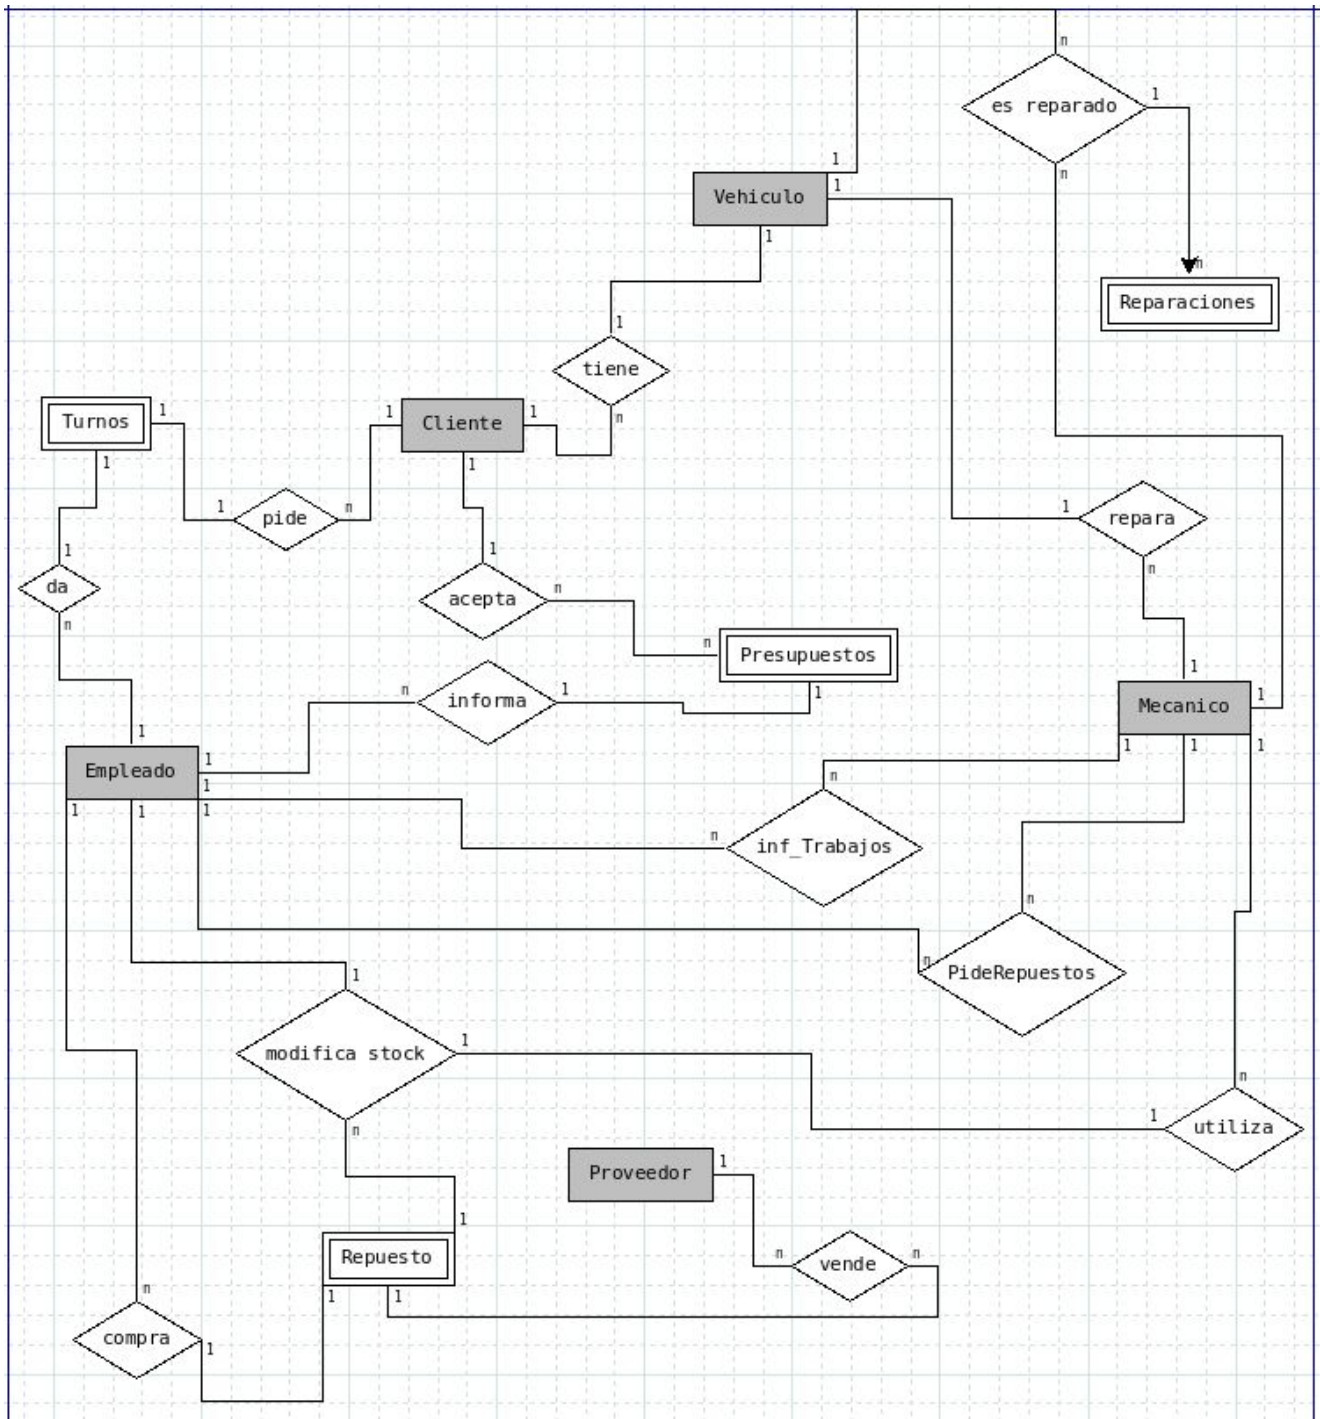 n
es reparado
1
n
1
Vehiculo
1
1
n
Reparaciones
1
tiene
n
Turnos
1
1
Cliente
1
1
1
1
pide
n
1
repara
n
1
da
n
1
acepta
n
n
Presupuestos
1
n
informa
1
1
Mecanico
1
1
1
1
1
Empleado
1
1
1
1
1
n
inf_Trabajos
n
n
n
PideRepuestos
1
modifica stock
1
n
n
1
utiliza
Proveedor
1
1
Repuesto
1
1
n
vende
n
n
compra
1